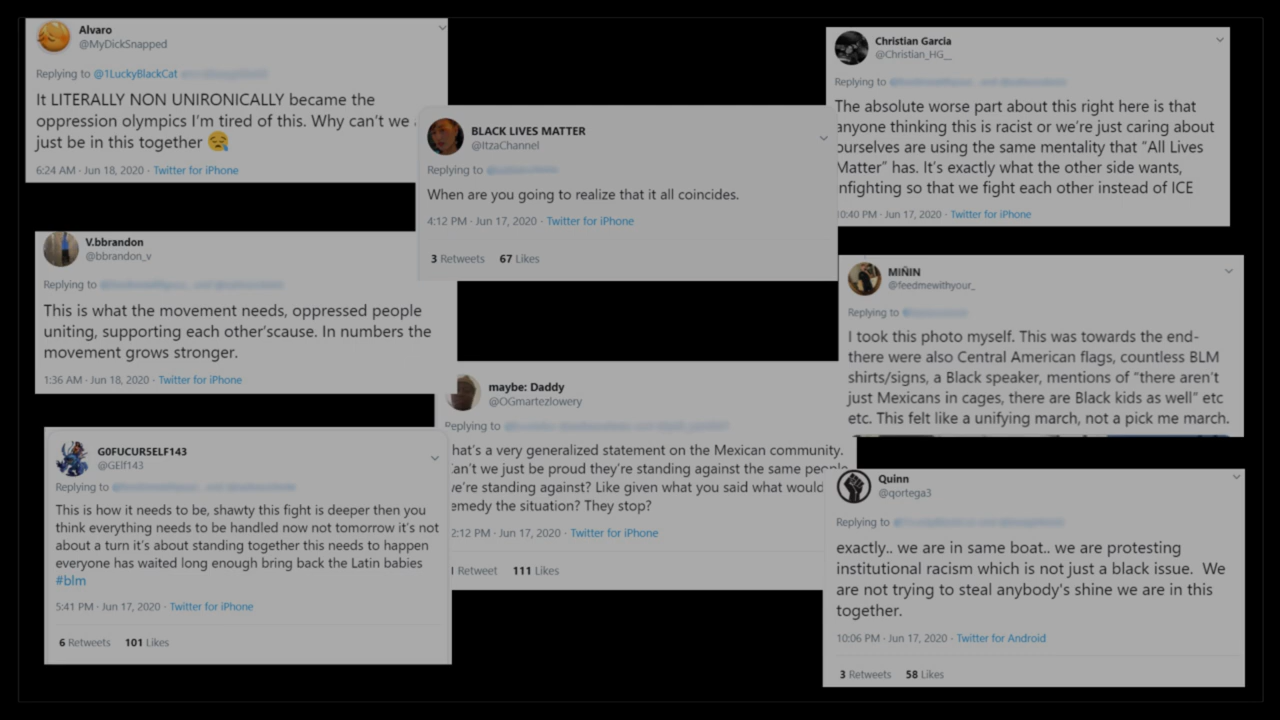 Alvaro
@MyDickSnapped
Replying to @1LuckyBlackCat
It LITERALLY NON UNIRONICALLY became the
oppression olympics I'm tired of this. Why can't we
just be in this together 😪
6:24 AM · Jun 18, 2020 · Twitter for iPhone
BLACK LIVES MATTER
@ItzaChannel
Replying to
When are you going to realize that it all coincides.
4:12 PM · Jun 17, 2020 · Twitter for iPhone
3 Retweets 67 Likes
Christian Garcia
@Christian_HG__
Replying to
The absolute worse part about this right here is that
anyone thinking this is racist or we're just caring about
ourselves are using the same mentality that "All Lives
Matter" has. It's exactly what the other side wants,
infighting so that we fight each other instead of ICE
10:40 PM · Jun 17, 2020 · Twitter for iPhone
V.bbrandon
@bbrandon_v
Replying to
This is what the movement needs, oppressed people
uniting, supporting each other'scause. In numbers the
movement grows stronger.
1:36 AM · Jun 18, 2020 · Twitter for iPhone
MIÑIN
@feedmewithyour_
Replying to
I took this photo myself. This was towards the end-
there were also Central American flags, countless BLM
shirts/signs, a Black speaker, mentions of "there aren't
just Mexicans in cages, there are Black kids as well" etc
etc. This felt like a unifying march, not a pick me march.
maybe: Daddy
@OGmartezlowery
Replying to
hat's a very generalized statement on the Mexican community.
Can't we just be proud they're standing against the same people
we're standing against? Like given what you said what would
emedy the situation? They stop?
2:12 PM · Jun 17, 2020 · Twitter for iPhone
1 Retweet 111 Likes
G0FUCUR5ELF143
@GElf143
Replying to
This is how it needs to be, shawty this fight is deeper then you
think everything needs to be handled now not tomorrow it's not
about a turn it's about standing together this needs to happen
everyone has waited long enough bring back the Latin babies
#blm
5:41 PM · Jun 17, 2020 · Twitter for iPhone
6 Retweets 101 Likes
Quinn
@qortega3
Replying to
exactly.. we are in same boat.. we are protesting
institutional racism which is not just a black issue. We
are not trying to steal anybody's shine we are in this
together.
10:06 PM · Jun 17, 2020 · Twitter for Android
3 Retweets 58 Likes